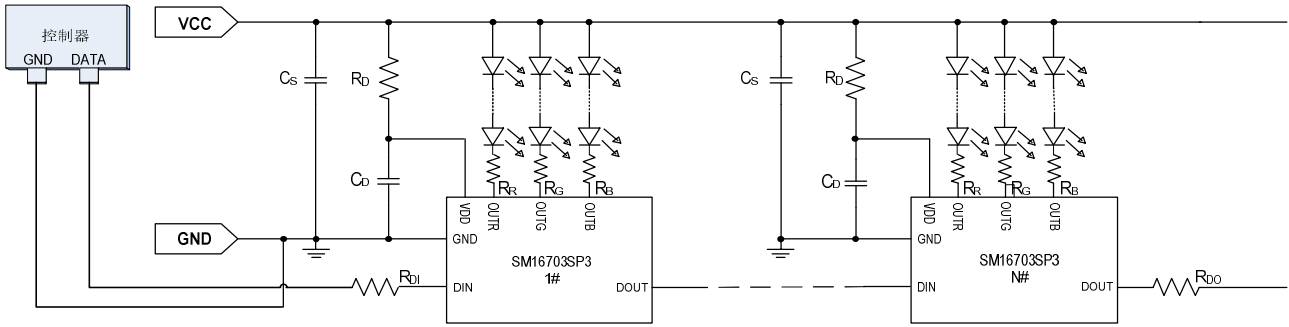 控制器
GND DATA
VCC
GND
CS
RD
CD
RR
RG
RB
VDD
OUTR
OUTG
OUTB
GND
SM16703SP3
1#
RDI
DIN
DOUT
CS
RD
CD
RR
RG
RB
VDD
OUTR
OUTG
OUTB
GND
SM16703SP3
N#
DIN
DOUT
RDO